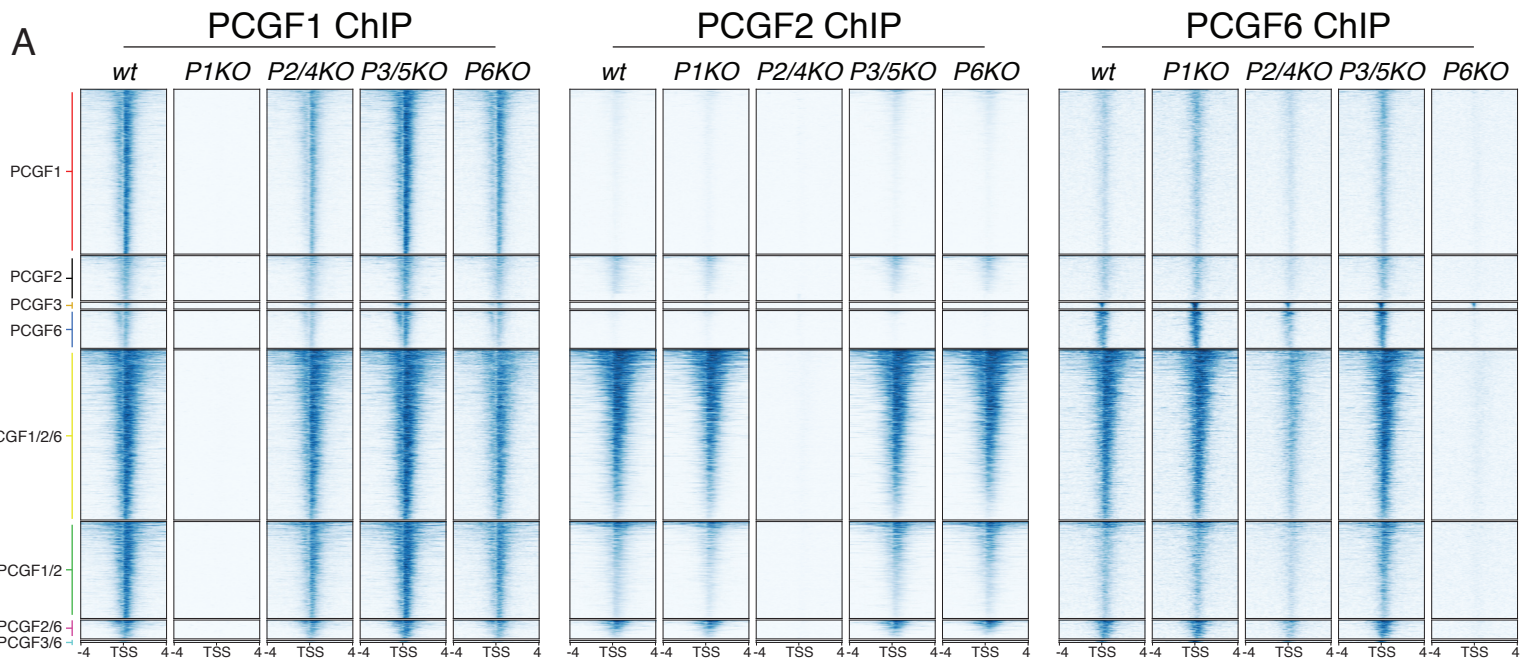 A
PCGF1 ChIP PCGF2 ChIP PCGF6 ChIP
wt P1KO P2/4KO P3/5KO P6KO wt P1KO P2/4KO P3/5KO P6KO wt P1KO P2/4KO P3/5KO P6KO
PCGF1
PCGF2
PCGF3
PCGF6
CGF1/2/6
PCGF1/2
PCGF2/6
PCGF3/6
-4 TSS 4 -4 TSS 4 -4 TSS 4 -4 TSS 4 -4 TSS 4 -4 TSS 4 -4 TSS 4 -4 TSS 4 -4 TSS 4 -4 TSS 4 -4 TSS 4 -4 TSS 4 -4 TSS 4 -4 TSS 4 -4 TSS 4